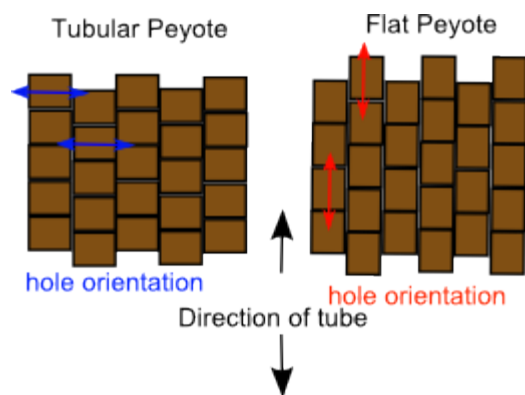 Tubular Peyote
Flat Peyote
hole orientation
hole orientation
Direction of tube